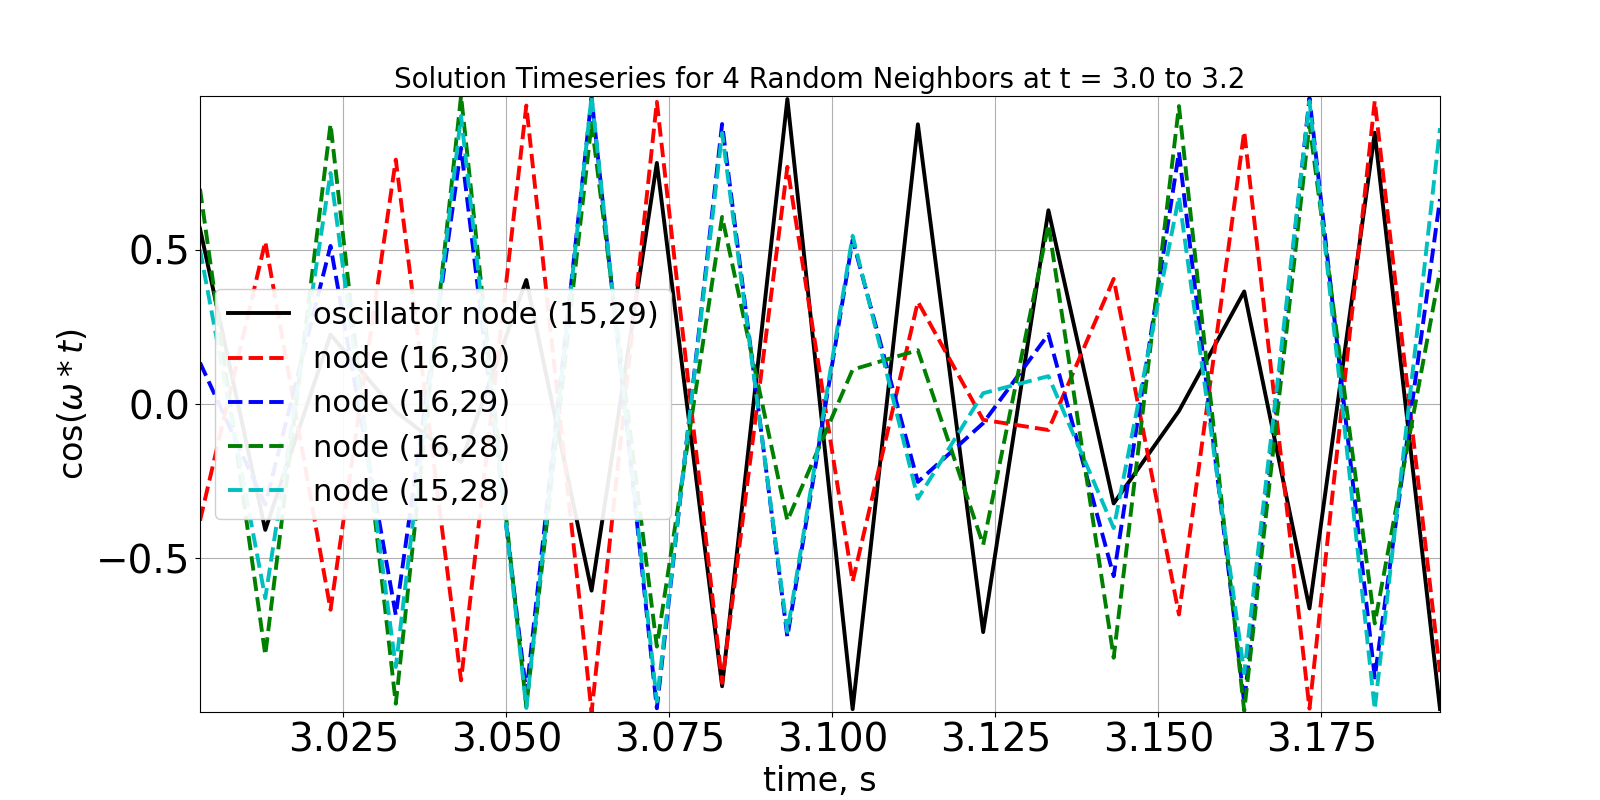 Solution Timeseries for 4 Random Neighbors at t = 3.0 to 3.2
cos(ω * t)
0.5
0.0
−0.5
oscillator node (15,29)
node (16,30)
node (16,29)
node (16,28)
node (15,28)
3.025 3.050 3.075 3.100 3.125 3.150 3.175
time, s